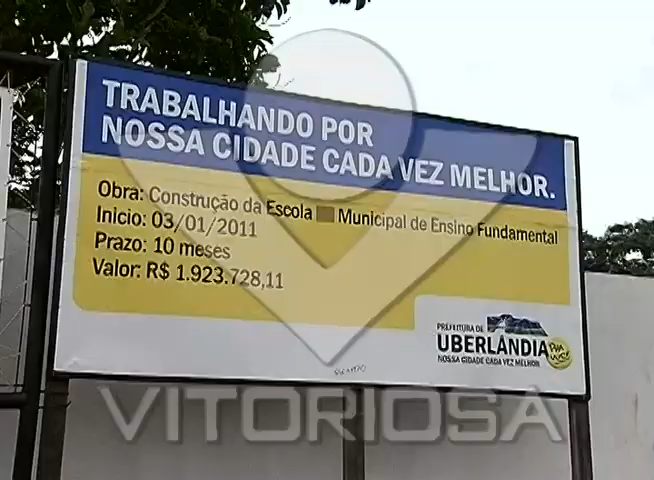 TRABALHANDO POR
NOSSA CIDADE CADA VEZ MELHOR.
Obra: Construção da Escola Municipal de Ensino Fundamental
Início: 03/01/2011
Prazo: 10 meses
Valor: R$ 1.923.728,11
PREFEITURA DE
UBERLÂNDIA
NOSSA CIDADE CADA VEZ MELHOR
VITORIOSA